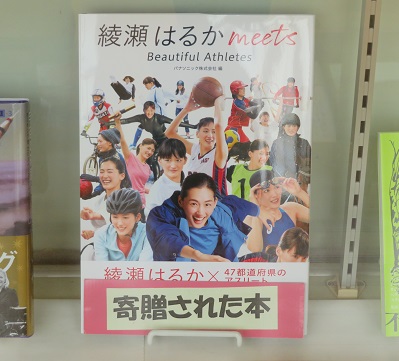 綾瀬 はるか meets
Beautiful Athletes
パナソニック株式会社 編
綾瀬 はるか×47都道府県の
アスリート
寄贈された本
グ